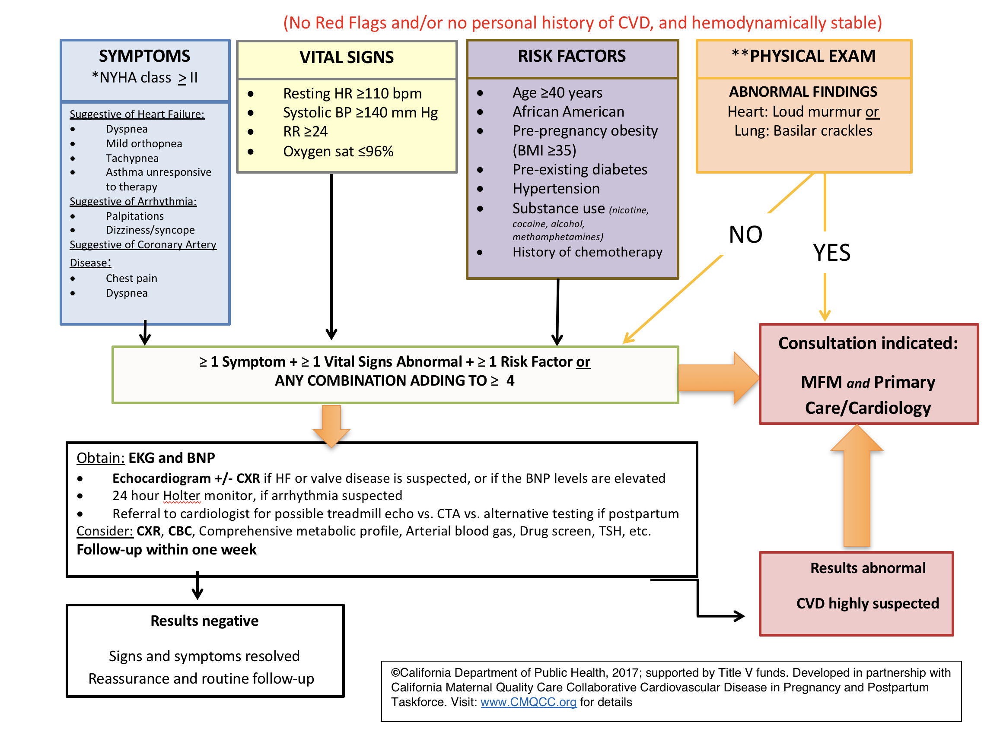 (No Red Flags and/or no personal history of CVD, and hemodynamically stable)
SYMPTOMS
*NYHA class ≥ II
Suggestive of Heart Failure:
• Dyspnea
• Mild orthopnea
• Tachypnea
• Asthma unresponsive
to therapy
Suggestive of Arrhythmia:
• Palpitations
• Dizziness/syncope
Suggestive of Coronary Artery
Disease:
• Chest pain
• Dyspnea
VITAL SIGNS
• Resting HR ≥110 bpm
• Systolic BP ≥140 mm Hg
• RR ≥24
• Oxygen sat ≤96%
RISK FACTORS
• Age ≥40 years
• African American
• Pre-pregnancy obesity
(BMI ≥35)
• Pre-existing diabetes
• Hypertension
• Substance use (nicotine,
cocaine, alcohol,
methamphetamines)
• History of chemotherapy
**PHYSICAL EXAM
ABNORMAL FINDINGS
Heart: Loud murmur or
Lung: Basilar crackles
NO
YES
≥ 1 Symptom + ≥ 1 Vital Signs Abnormal + ≥ 1 Risk Factor or
ANY COMBINATION ADDING TO ≥ 4
Consultation indicated:
MFM and Primary
Care/Cardiology
Obtain: EKG and BNP
• Echocardiogram +/- CXR if HF or valve disease is suspected, or if the BNP levels are elevated
• 24 hour Holter monitor, if arrhythmia suspected
• Referral to cardiologist for possible treadmill echo vs. CTA vs. alternative testing if postpartum
Consider: CXR, CBC, Comprehensive metabolic profile, Arterial blood gas, Drug screen, TSH, etc.
Follow-up within one week
Results abnormal
CVD highly suspected
Results negative
Signs and symptoms resolved
Reassurance and routine follow-up
©California Department of Public Health, 2017; supported by Title V funds. Developed in partnership with
California Maternal Quality Care Collaborative Cardiovascular Disease in Pregnancy and Postpartum
Taskforce. Visit: www.CMQCC.org for details